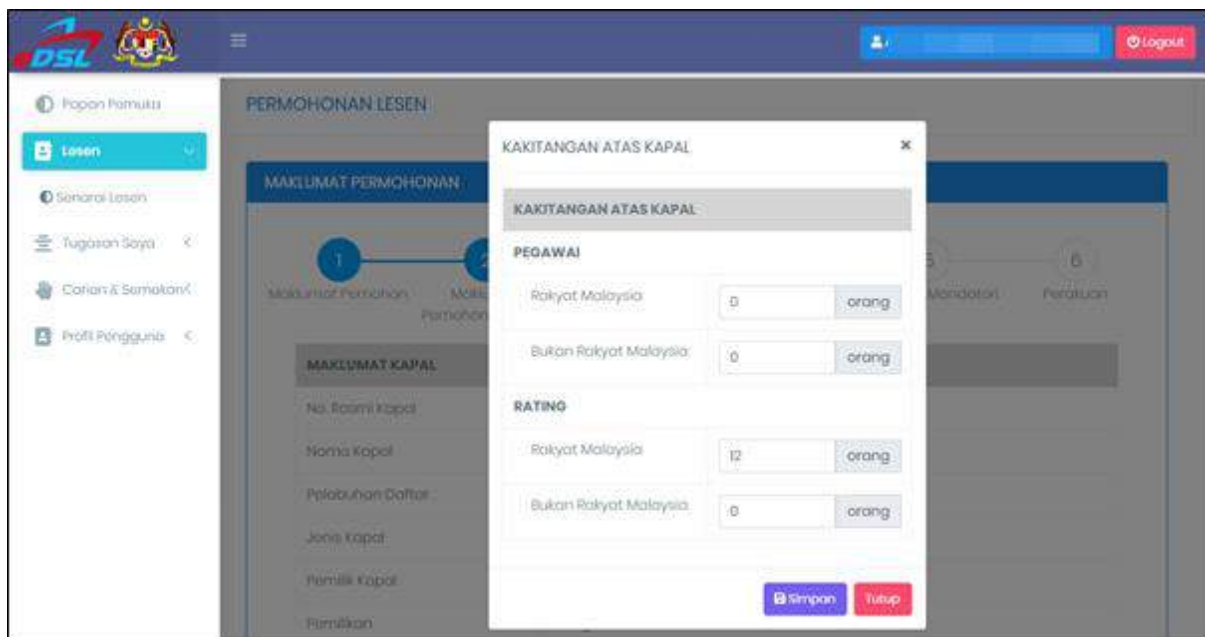 DSL
Logout
Papan Pemuka
Lesen
Senarai Lesen
Tugasan Saya
Carian & Semakan
Profil Pengguna
PERMOHONAN LESEN
MAKLUMAT PERMOHONAN
1
2
5
6
Maklumat Pemohon
Mandatori
Perakuan
MAKLUMAT KAPAL
No. Rasmi Kapal
Nama Kapal
Pelabuhan Daftar
Jenis Kapal
Pemilik Kapal
Pemilikan
KAKITANGAN ATAS KAPAL
KAKITANGAN ATAS KAPAL
PEGAWAI
Rakyat Malaysia 0 orang
Bukan Rakyat Malaysia: 0 orang
RATING
Rakyat Malaysia 12 orang
Bukan Rakyat Malaysia: 0 orang
Simpan
Tutup